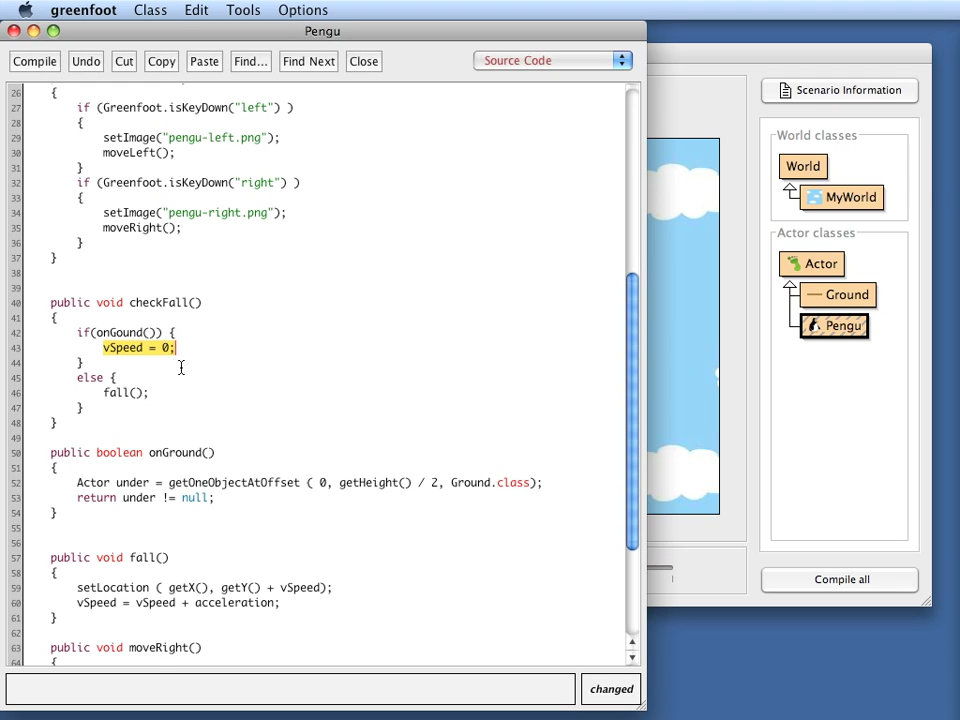 greenfoot Class Edit Tools Options
Pengu
Compile Undo Cut Copy Paste Find... Find Next Close Source Code
26 {
27 if (Greenfoot.isKeyDown("left") )
28 {
29 setImage("pengu-left.png");
30 moveLeft();
31 }
32 if (Greenfoot.isKeyDown("right") )
33 {
34 setImage("pengu-right.png");
35 moveRight();
36 }
37 }
38
39
40 public void checkFall()
41 {
42 if(onGound()) {
43 vSpeed = 0;
44 }
45 else {
46 fall();
47 }
48 }
49
50 public boolean onGround()
51 {
52 Actor under = getOneObjectAtOffset ( 0, getHeight() / 2, Ground.class);
53 return under != null;
54 }
55
56
57 public void fall()
58 {
59 setLocation ( getX(), getY() + vSpeed);
60 vSpeed = vSpeed + acceleration;
61 }
62
63 public void moveRight()
64 {
changed
Scenario Information
World classes
World
MyWorld
Actor classes
Actor
Ground
Pengu
Compile all